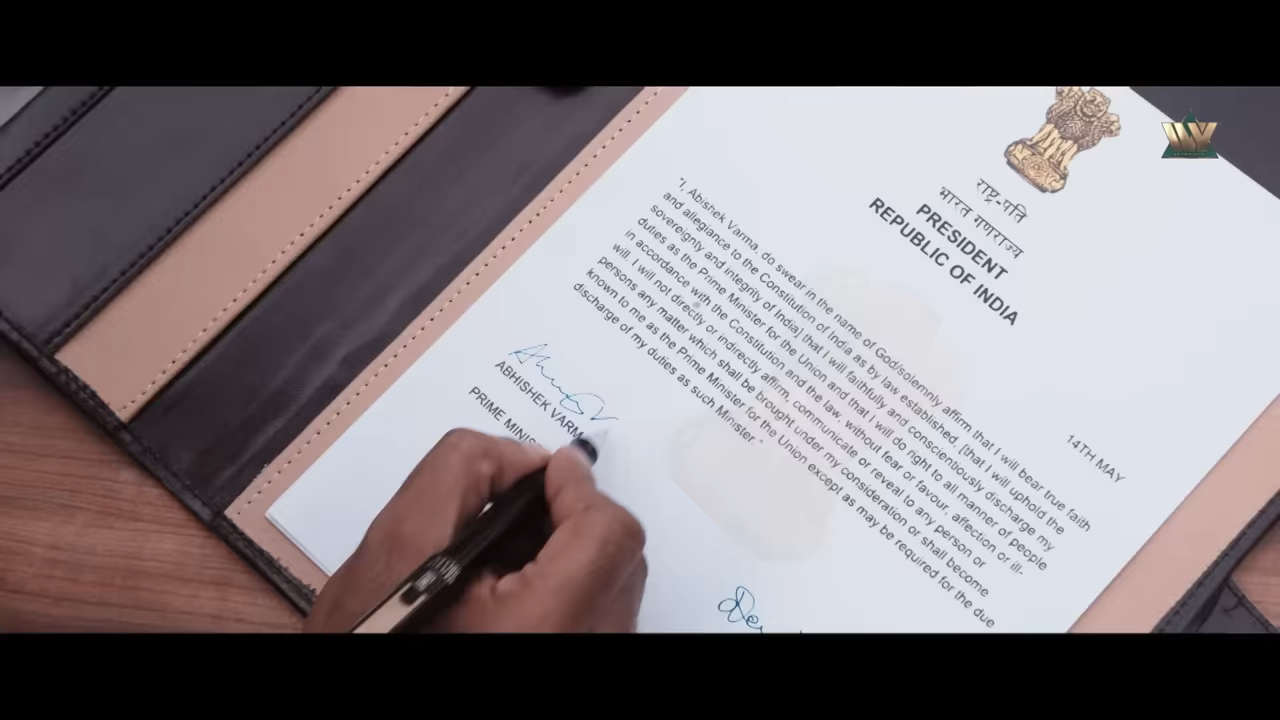 राष्ट्र-पति
भारत गणराज्य
PRESIDENT
REPUBLIC OF INDIA
14TH MAY
"I, Abishek Varma, do swear in the name of God/solemnly affirm that I will bear true faith
and allegiance to the Constitution of India as by law established, [that I will uphold the
sovereignty and integrity of India] that I will faithfully and conscientiously discharge my
duties as the Prime Minister for the Union and that I will do right to all manner of people
in accordance with the Constitution and the law, without fear or favour, affection or ill-
will. I will not directly or indirectly affirm, communicate or reveal to any person or
persons any matter which shall be brought under my consideration or shall become
known to me as the Prime Minister for the Union except as may be required for the due
discharge of my duties as such Minister."
ABHISHEK VARM
PRIME MINIS